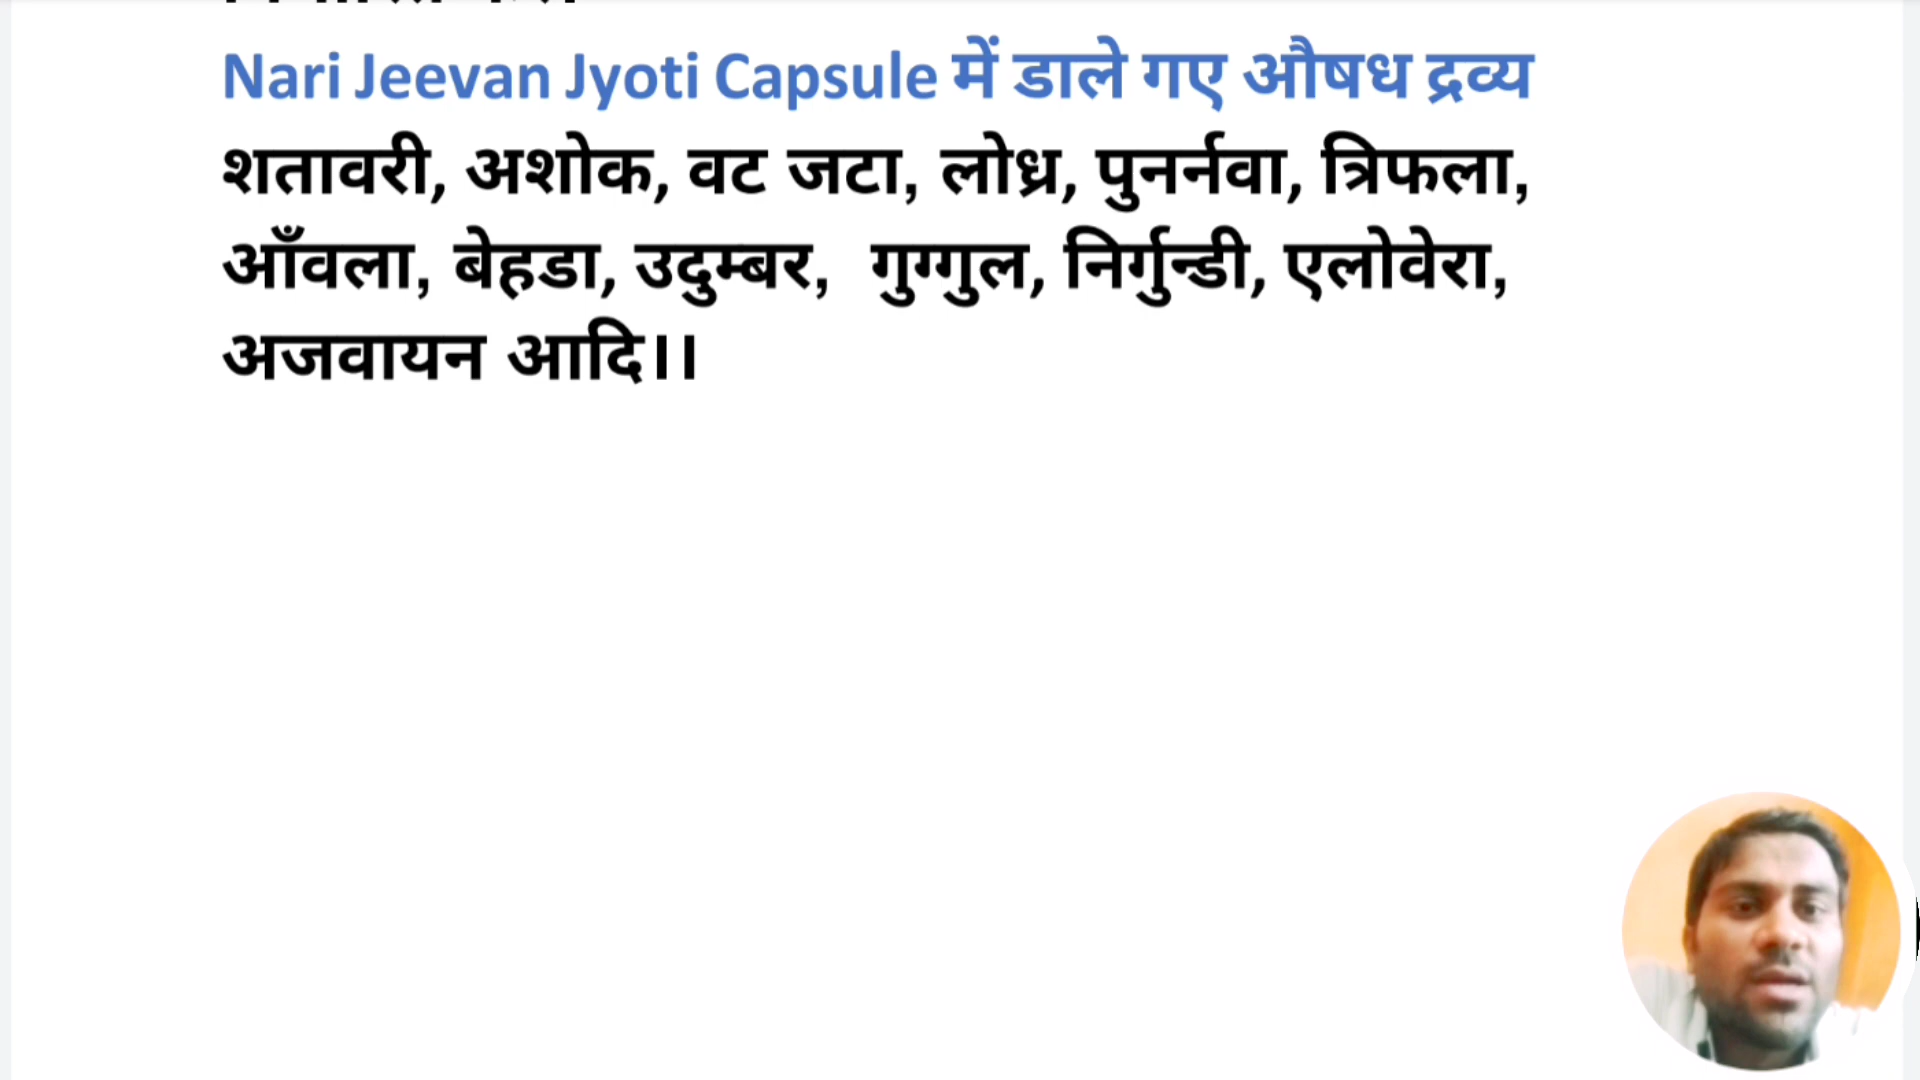 Nari Jeevan Jyoti Capsule में डाले गए औषध द्रव्य
शतावरी, अशोक, वट जटा, लोध्र, पुनर्नवा, त्रिफला,
आँवला, बेहडा, उदुम्बर,  गुग्गुल, निर्गुन्डी, एलोवेरा,
अजवायन आदि।।